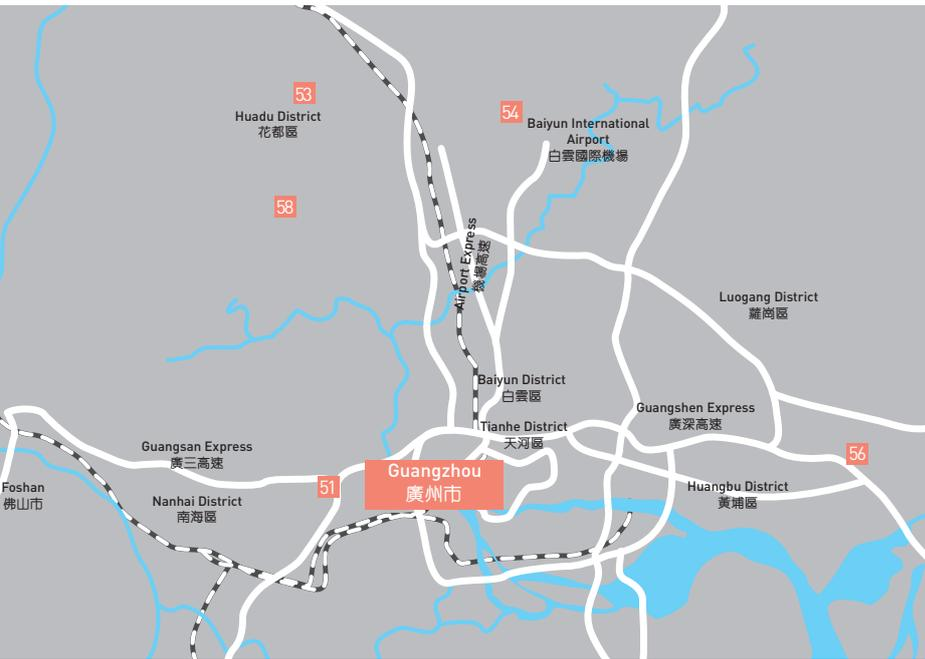 53
Huadu District
花都區
54
Baiyun International
Airport
白雲國際機場
58
Airport Express
機場高速
Luogang District
蘿崗區
Baiyun District
白雲區
Guangshen Express
廣深高速
Tianhe District
天河區
Guangsan Express
廣三高速
56
Guangzhou
廣州市
51
Foshan
佛山市
Nanhai District
南海區
Huangbu District
黃埔區